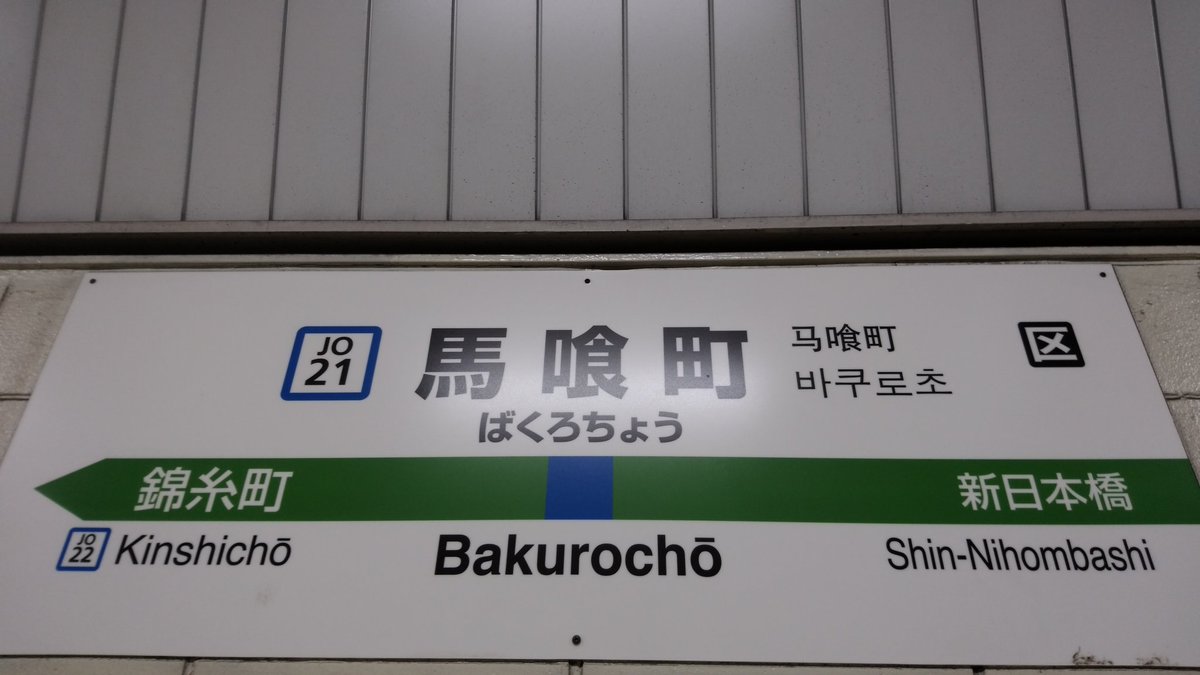 JO
21
馬喰町
ばくろちょう
马喰町
바쿠로초
区
錦糸町
新日本橋
JO
22
Kinshichō
Bakurochō
Shin-Nihombashi